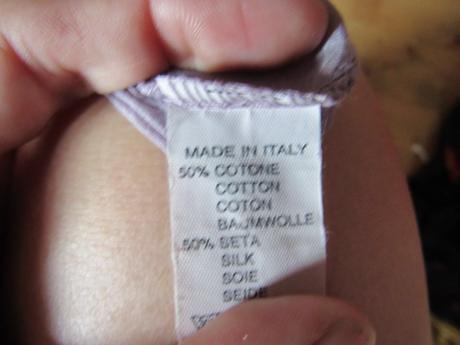 MADE IN ITALY
50% COTONE
COTTON
COTON
BAUMWOLLE
50% SETA
SILK
SOIE
SEIDE